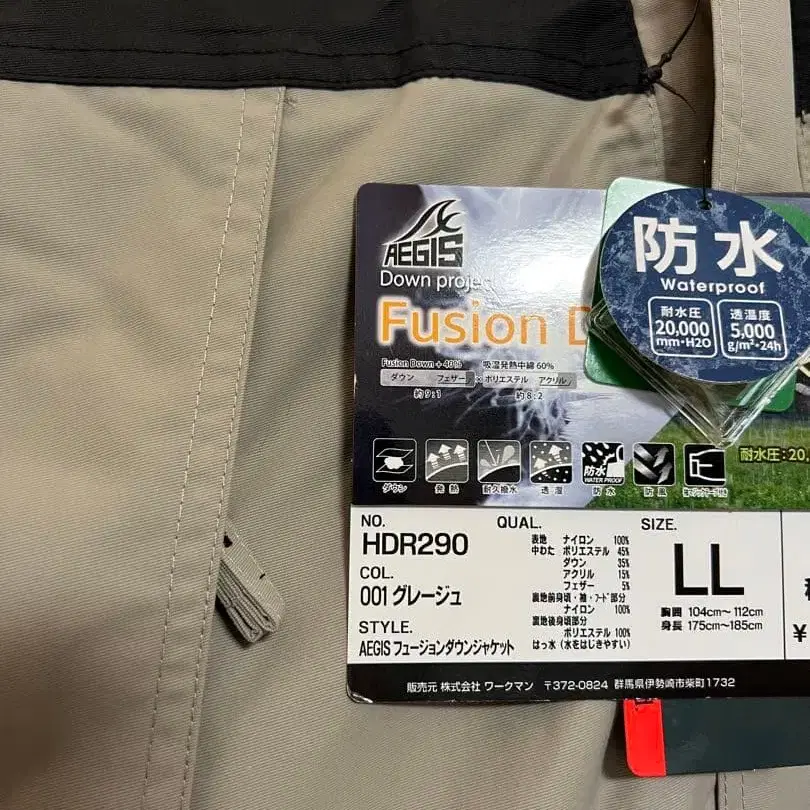 AEGIS
Down projec
Fusion D
Fusion Down+40% 吸湿発熱中綿60%
ダウン フェザー × ポリエステル アクリル
約9:1 約8:2
防水
Waterproof
耐水圧 20,000 mm・H2O
透湿度 5,000 g/m²・24h
耐水圧:20,
防水
WATER PROOF
ダウン 発熱 耐久撥水 透湿 防水 防風
NO.
HDR290
COL.
001 グレージュ
STYLE.
AEGIS フュージョンダウンジャケット
QUAL.
表地 ナイロン 100%
中わた ポリエステル 45%
ダウン 35%
アクリル 15%
フェザー 5%
裏地前身頃・袖・フード部分
ナイロン 100%
裏地後身頃部分
ポリエステル 100%
はっ水(水をはじきやすい)
SIZE.
LL
胸囲 104cm〜112cm
身長 175cm〜185cm
¥
販売元 株式会社 ワークマン 〒372-0824 群馬県伊勢崎市柴町1732